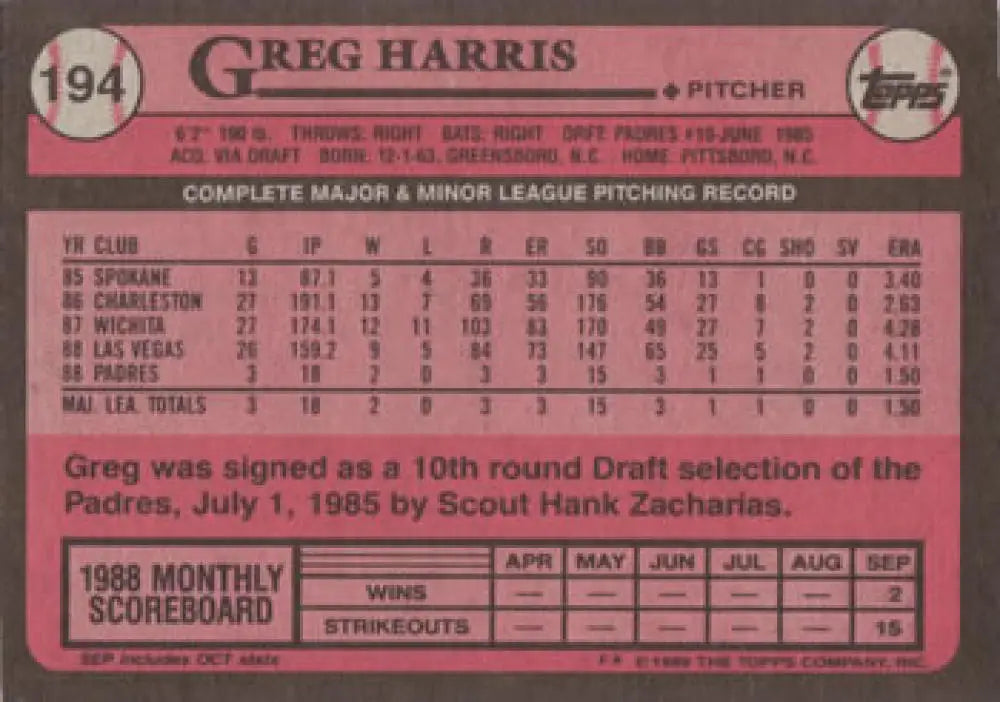 194
GREG HARRIS
PITCHER
TOPPS®
6'2" 190 lb. THROWS: RIGHT BATS: RIGHT DRFT: PADRES #10-JUNE 1985
ACQ: VIA DRAFT BORN: 12-1-63, GREENSBORO, N.C. HOME: PITTSBORO, N.C.
COMPLETE MAJOR & MINOR LEAGUE PITCHING RECORD
YR CLUB G IP W L R ER SO BB GS CG SHO SV ERA
85 SPOKANE 13 87.1 5 4 36 33 90 36 13 1 0 0 3.40
86 CHARLESTON 27 191.1 13 7 69 56 176 54 27 8 2 0 2.63
87 WICHITA 27 174.1 12 11 103 83 170 49 27 7 2 0 4.28
88 LAS VEGAS 26 159.2 9 5 84 73 147 65 25 5 2 0 4.11
88 PADRES 3 18 2 0 3 3 15 3 1 1 0 0 1.50
MAJ. LEA. TOTALS 3 18 2 0 3 3 15 3 1 1 0 0 1.50
Greg was signed as a 10th round Draft selection of the
Padres, July 1, 1985 by Scout Hank Zacharias.
1988 MONTHLY
SCOREBOARD
APR MAY JUN JUL AUG SEP
WINS — — — — — 2
STRIKEOUTS — — — — — 15
SEP includes OCT stats
©1989 THE TOPPS COMPANY, INC.